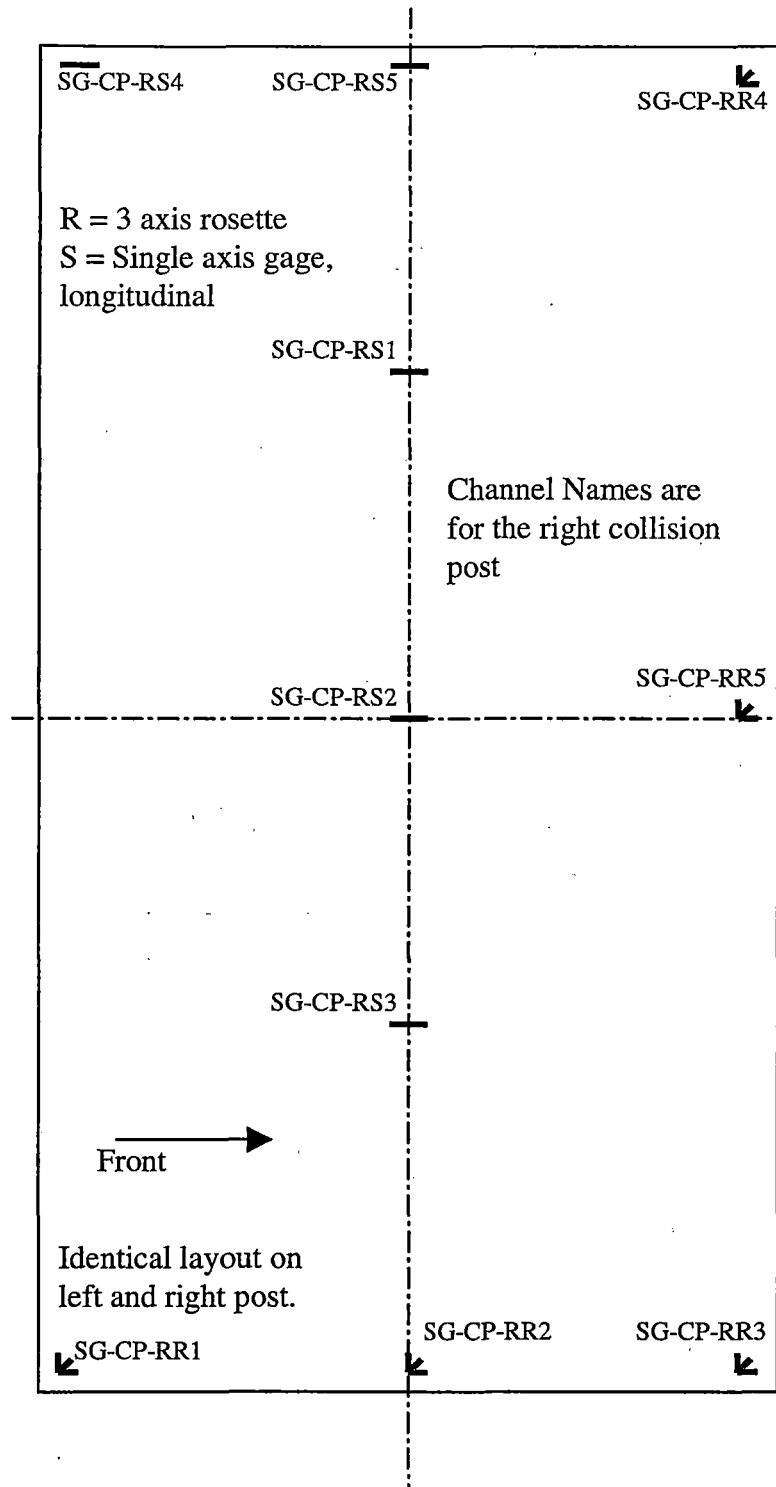 SG-CP-RS4
SG-CP-RS5
SG-CP-RR4
R = 3 axis rosette
S = Single axis gage,
longitudinal
SG-CP-RS1
Channel Names are
for the right collision
post
SG-CP-RS2
SG-CP-RR5
SG-CP-RS3
Front
Identical layout on
left and right post.
SG-CP-RR1
SG-CP-RR2
SG-CP-RR3